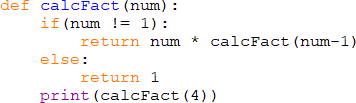 def calcFact(num):
    if(num != 1):
        return num * calcFact(num-1)
    else:
        return 1
    print(calcFact(4))